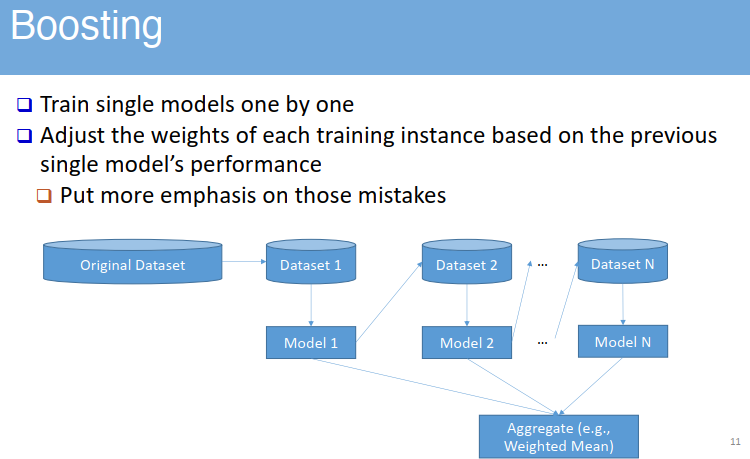 Boosting
Train single models one by one
Adjust the weights of each training instance based on the previous
single model's performance
Put more emphasis on those mistakes
Original Dataset
Dataset 1
Dataset 2
...
Dataset N
Model 1
Model 2
...
Model N
Aggregate (e.g.,
Weighted Mean)
11